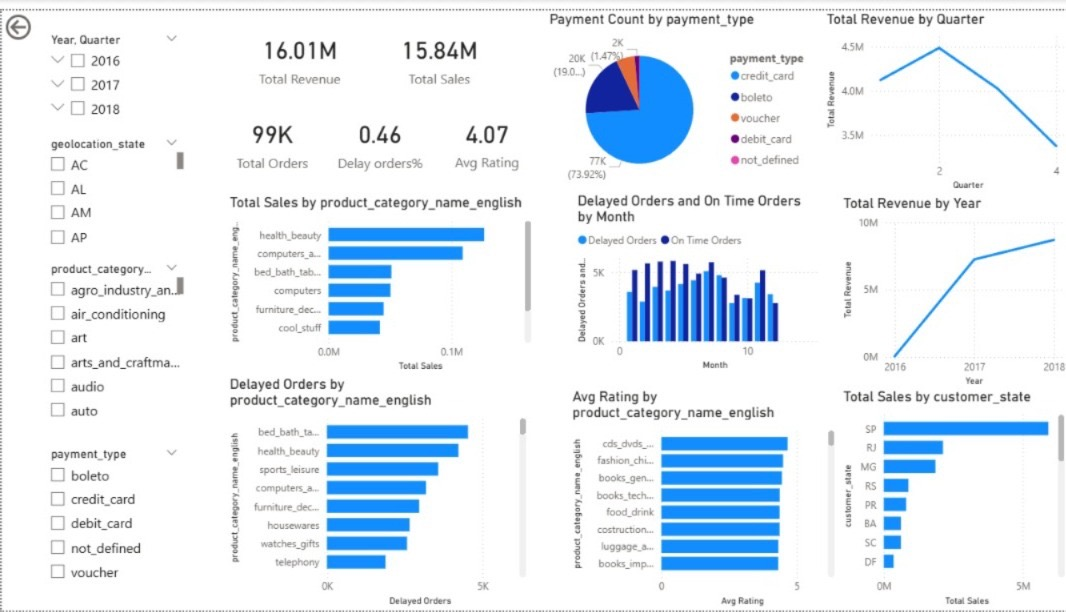 Year, Quarter
2016
2017
2018
geolocation_state
AC
AL
AM
AP
product_category...
agro_industry_an...
air_conditioning
art
arts_and_craftma...
audio
auto
payment_type
boleto
credit_card
debit_card
not_defined
voucher
16.01M
Total Revenue
15.84M
Total Sales
99K
Total Orders
0.46
Delay orders%
4.07
Avg Rating
Payment Count by payment_type
2K
(1.47%)
20K
(19.0...)
77K
(73.92%)
payment_type
credit_card
boleto
voucher
debit_card
not_defined
Total Revenue by Quarter
Total Revenue
4.5M
4.0M
3.5M
2
4
Quarter
Total Sales by product_category_name_english
product_category_name_eng...
health_beauty
computers_a...
bed_bath_tab...
computers
furniture_dec...
cool_stuff
0.0M
0.1M
Total Sales
Delayed Orders and On Time Orders
by Month
Delayed Orders
On Time Orders
Delayed Orders and...
5K
0K
0
10
Month
Total Revenue by Year
Total Revenue
10M
5M
0M
2016
2017
2018
Year
Delayed Orders by
product_category_name_english
product_category_name_english
bed_bath_ta...
health_beauty
sports_leisure
computers_a...
furniture_dec...
housewares
watches_gifts
telephony
0K
5K
Delayed Orders
Avg Rating by
product_category_name_english
product_category_name_english
cds_dvds_...
fashion_chi...
books_gen...
books_tech...
food_drink
costruction...
luggage_a...
books_imp...
0
5
Avg Rating
Total Sales by customer_state
customer_state
SP
RJ
MG
RS
PR
BA
SC
DF
0M
5M
Total Sales